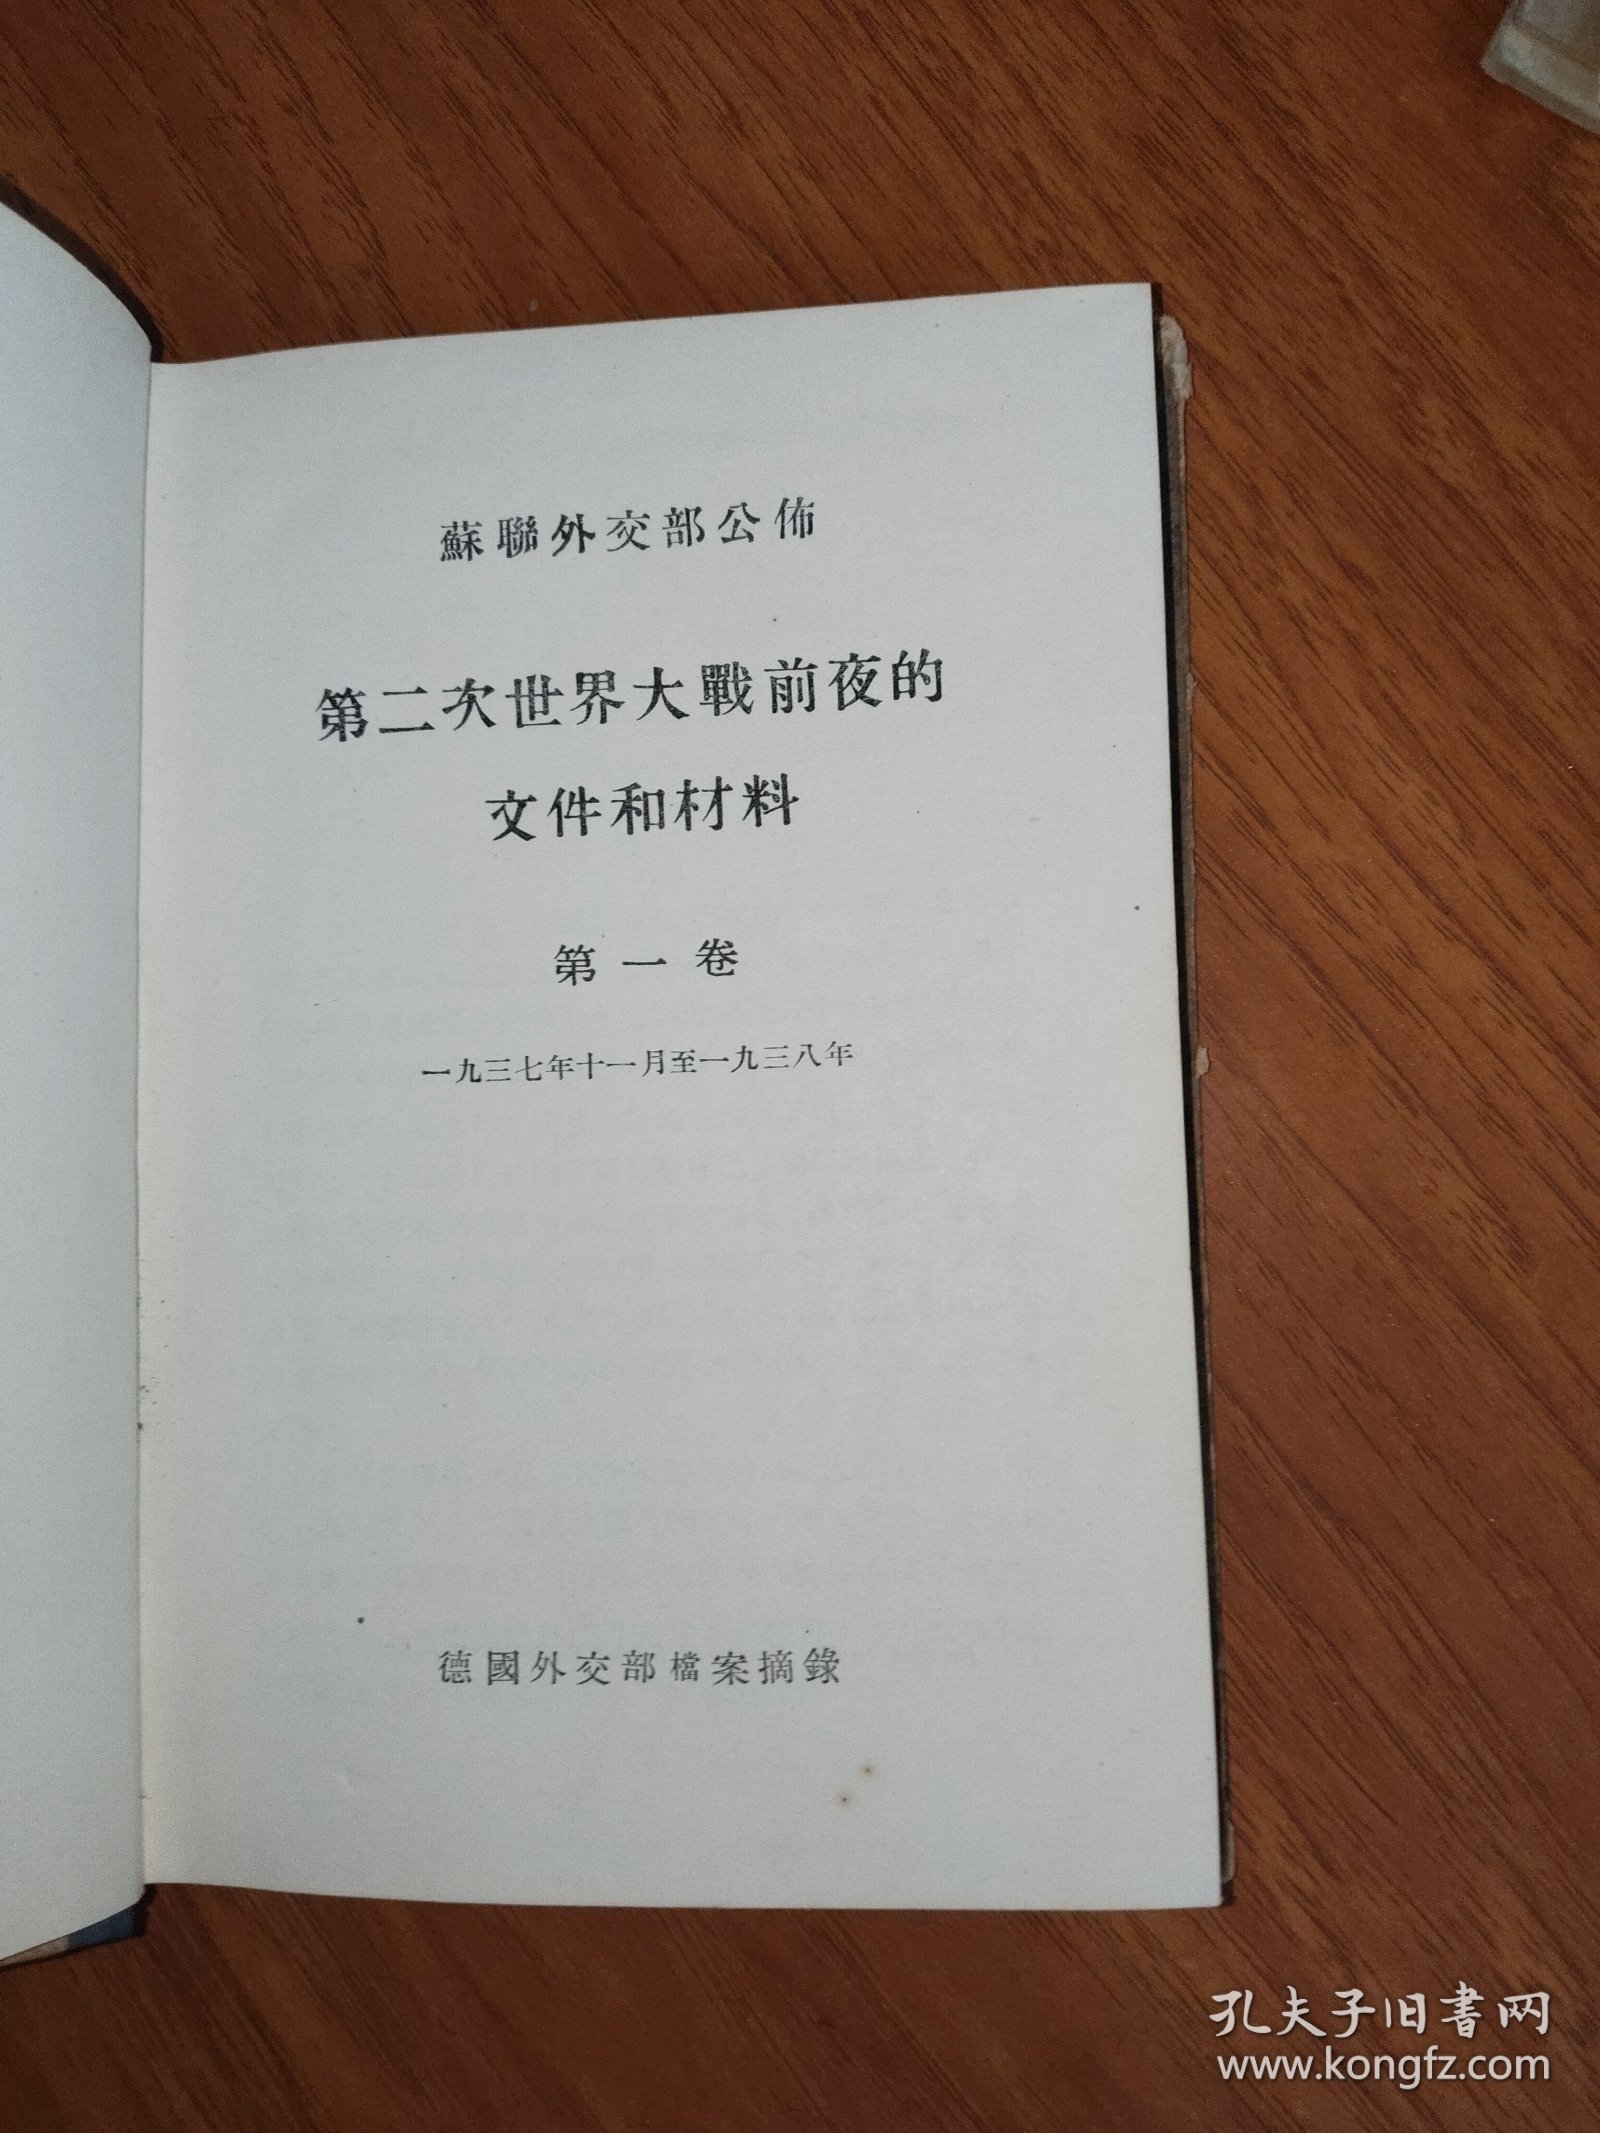 蘇聯外交部公佈
第二次世界大戰前夜的
文件和材料
第一卷
一九三七年十一月至一九三八年
德國外交部檔案摘錄
孔夫子旧書网
www.kongfz.com